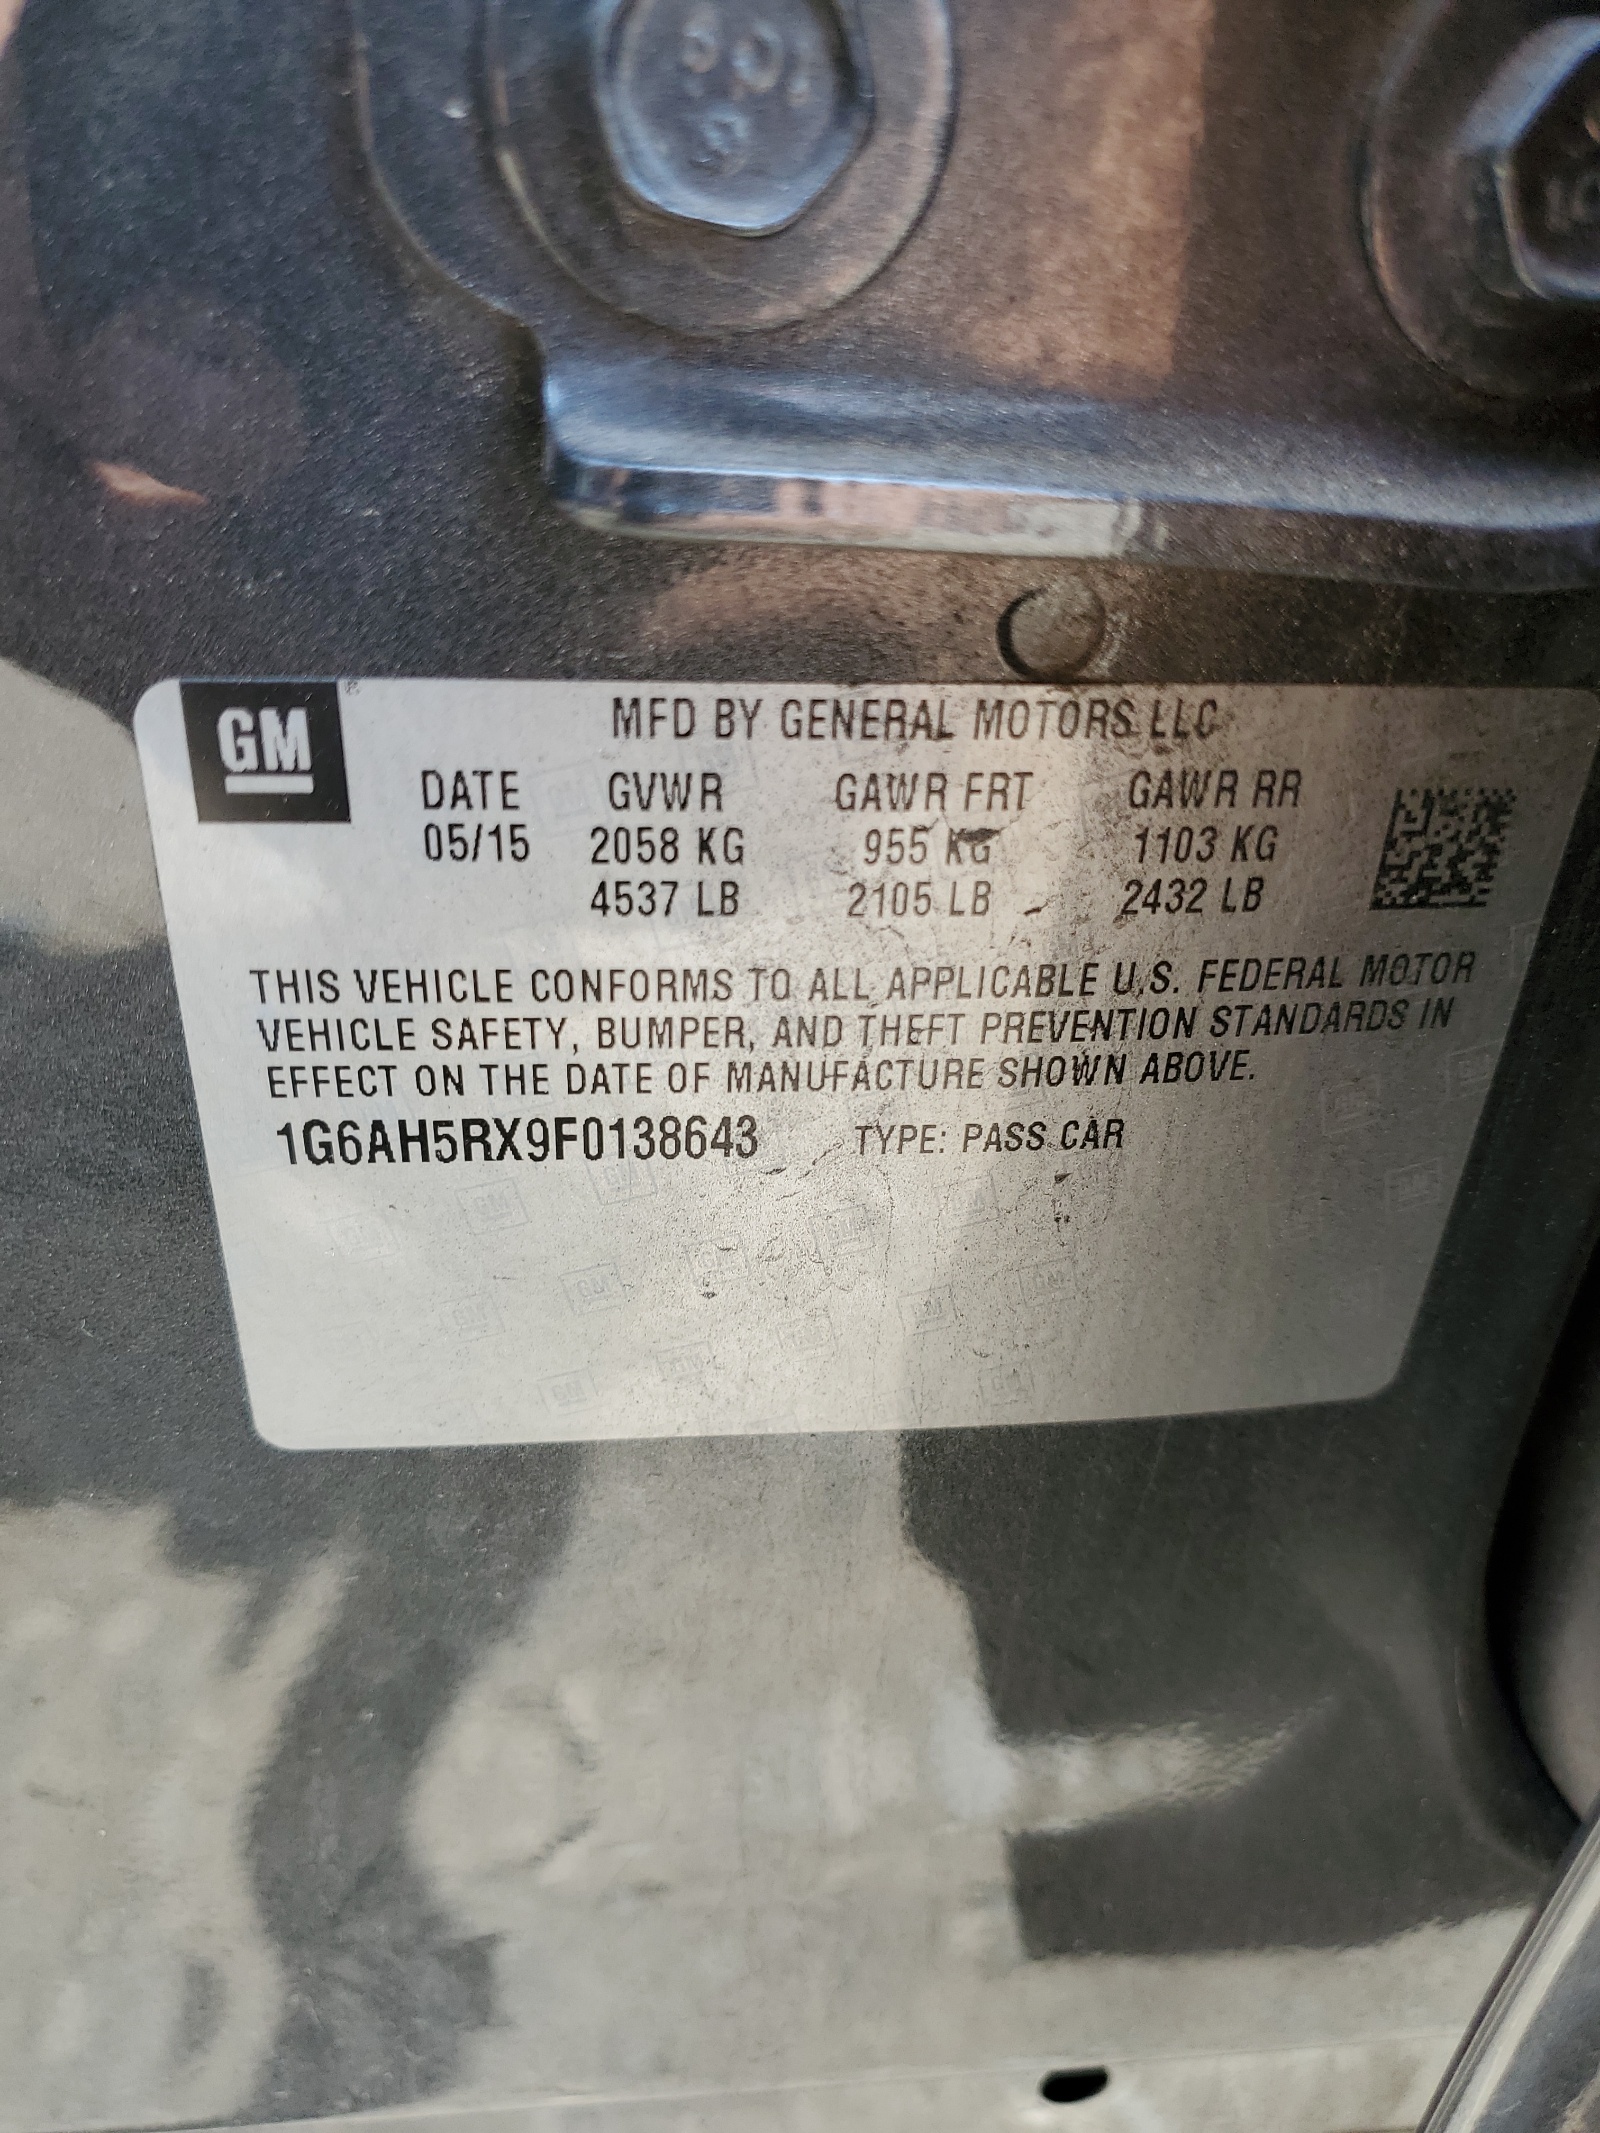 GM
MFD BY GENERAL MOTORS LLC
DATE GVWR GAWR FRT GAWR RR
05/15 2058 KG 955 KG 1103 KG
4537 LB 2105 LB 2432 LB
THIS VEHICLE CONFORMS TO ALL APPLICABLE U.S. FEDERAL MOTOR
VEHICLE SAFETY, BUMPER, AND THEFT PREVENTION STANDARDS IN
EFFECT ON THE DATE OF MANUFACTURE SHOWN ABOVE.
1G6AH5RX9F0138643 TYPE: PASS CAR